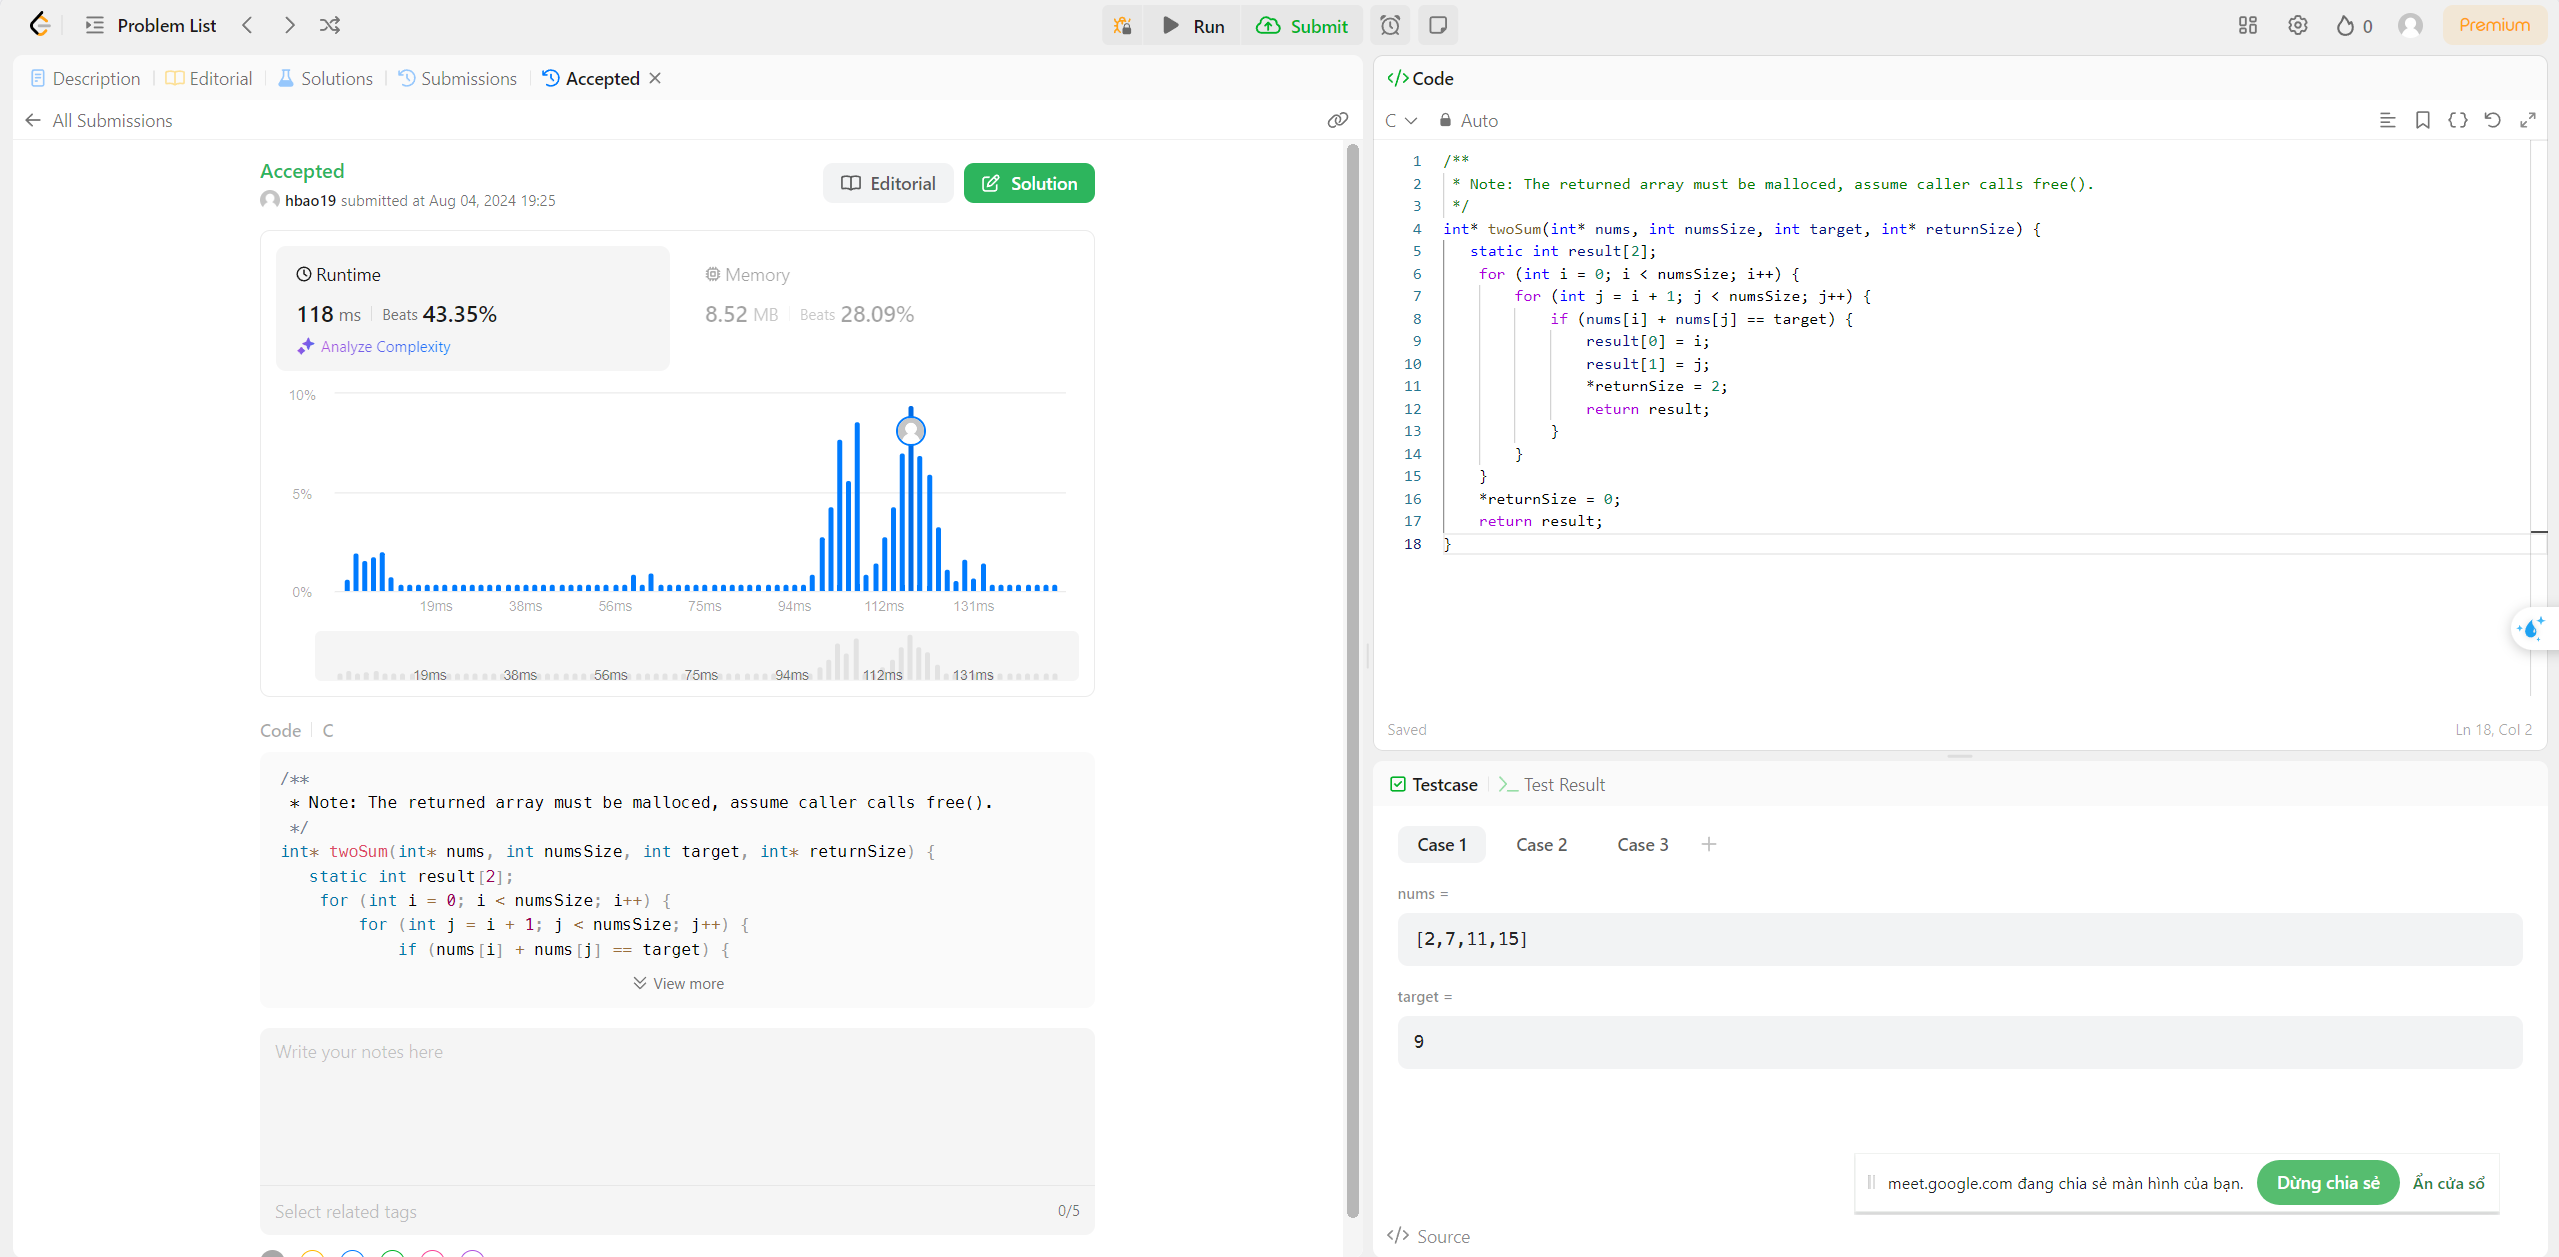 Problem List
Run
Submit
0
Premium
Description
Editorial
Solutions
Submissions
Accepted
All Submissions
Accepted
hbao19 submitted at Aug 04, 2024 19:25
Editorial
Solution
Runtime
118 ms
Beats 43.35%
Analyze Complexity
Memory
8.52 MB
Beats 28.09%
10%
5%
0%
19ms 38ms 56ms 75ms 94ms 112ms 131ms
19ms 38ms 56ms 75ms 94ms 112ms 131ms
Code
C
/**
 * Note: The returned array must be malloced, assume caller calls free().
 */
int* twoSum(int* nums, int numsSize, int target, int* returnSize) {
   static int result[2];
    for (int i = 0; i < numsSize; i++) {
        for (int j = i + 1; j < numsSize; j++) {
            if (nums[i] + nums[j] == target) {
View more
Write your notes here
Select related tags
0/5
</> Code
C
Auto
1 /**
2  * Note: The returned array must be malloced, assume caller calls free().
3  */
4 int* twoSum(int* nums, int numsSize, int target, int* returnSize) {
5    static int result[2];
6     for (int i = 0; i < numsSize; i++) {
7         for (int j = i + 1; j < numsSize; j++) {
8             if (nums[i] + nums[j] == target) {
9                 result[0] = i;
10                 result[1] = j;
11                 *returnSize = 2;
12                 return result;
13             }
14         }
15     }
16     *returnSize = 0;
17     return result;
18 }
Saved
Ln 18, Col 2
Testcase
Test Result
Case 1
Case 2
Case 3
nums =
[2,7,11,15]
target =
9
meet.google.com đang chia sẻ màn hình của bạn.
Dừng chia sẻ
Ẩn cửa sổ
</> Source